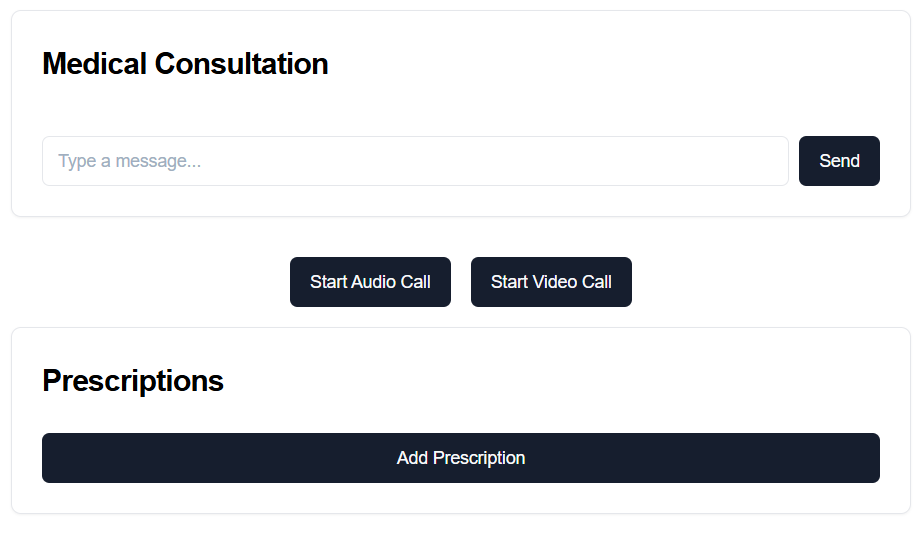 Medical Consultation
Type a message...
Send
Start Audio Call
Start Video Call
Prescriptions
Add Prescription